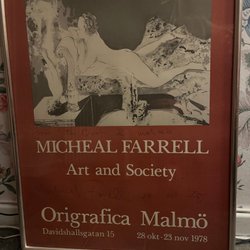 MICHEAL FARRELL
Art and Society
Origrafica Malmö
Davidshallsgatan 15
28 okt-23 nov 1978